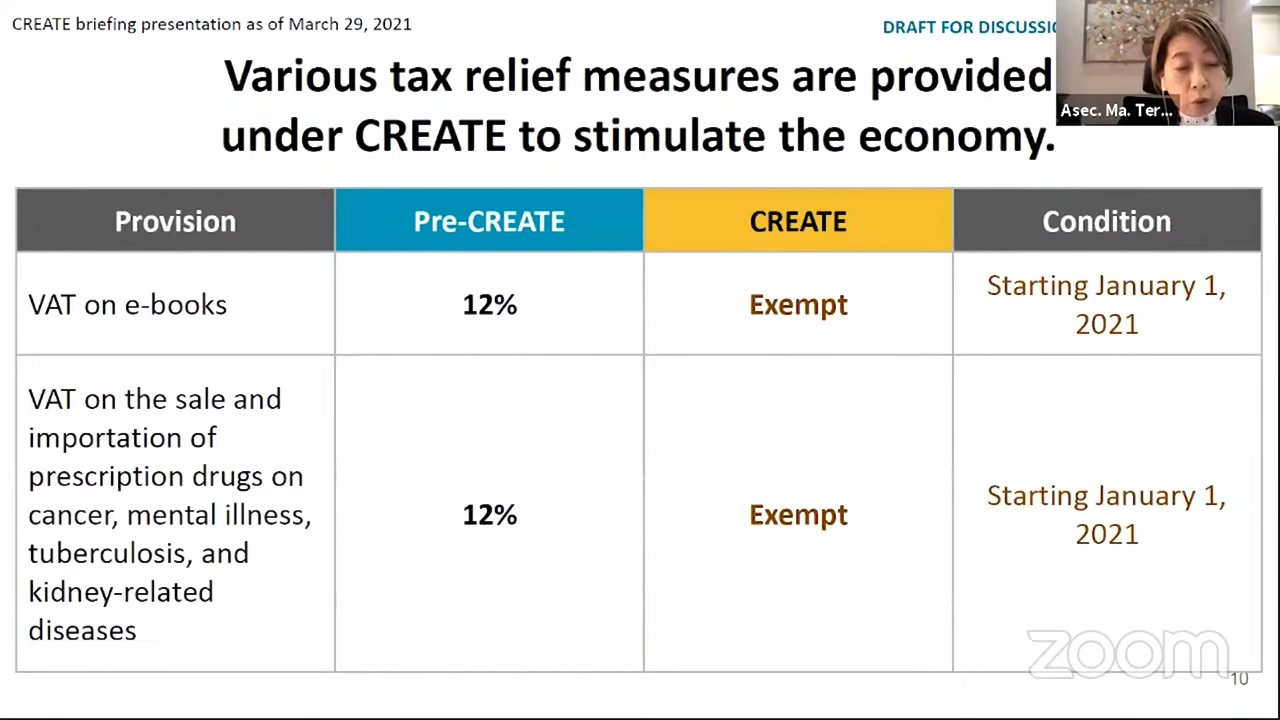 CREATE briefing presentation as of March 29, 2021
DRAFT FOR
Various tax relief measures are provided
under CREATE to stimulate the economy.
Asec. Ma. Ter...
Provision
Pre-CREATE
CREATE
Condition
VAT on e-books
12%
Exempt
Starting January 1,
2021
VAT on the sale and
importation of
prescription drugs on
cancer, mental illness,
tuberculosis, and
kidney-related
diseases
12%
Exempt
Starting January 1,
2021
zoom
10